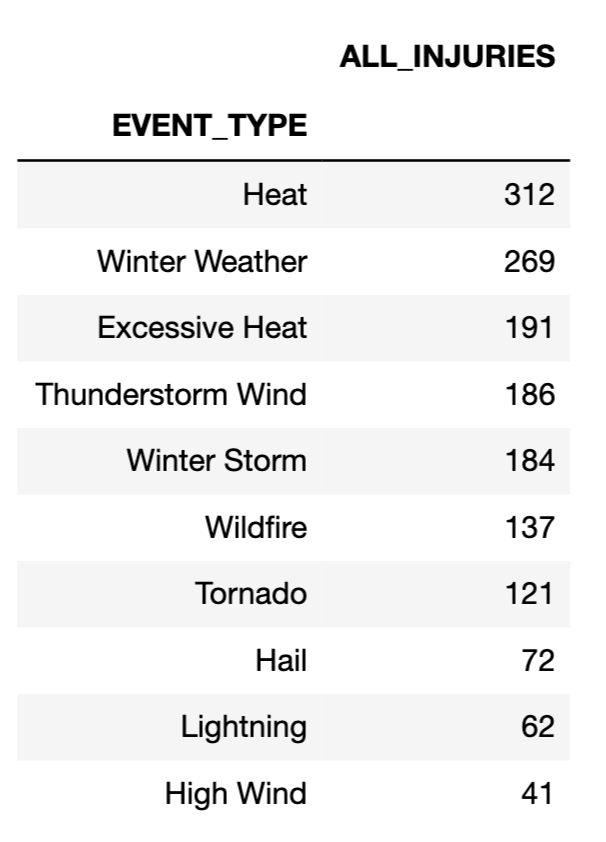 ALL_INJURIES
EVENT_TYPE
Heat 312
Winter Weather 269
Excessive Heat 191
Thunderstorm Wind 186
Winter Storm 184
Wildfire 137
Tornado 121
Hail 72
Lightning 62
High Wind 41